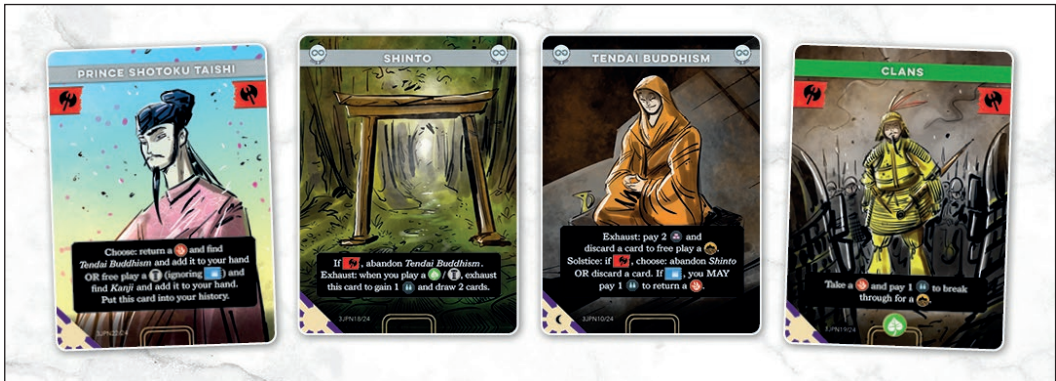 PRINCE SHOTOKU TAISHI
Choose: return a and find
Tendai Buddhism and add it to your hand
OR free play a (ignoring ) and
find Kanji and add it to your hand.
Put this card into your history.
3JPN22/24
SHINTO
If , abandon Tendai Buddhism.
Exhaust: when you play a / , exhaust
this card to gain 1 and draw 2 cards.
3JPN18/24
TENDAI BUDDHISM
Exhaust: pay 2 and
discard a card to free play a .
Solstice: if , choose: abandon Shinto
OR discard a card. If , you MAY
pay 1 to return a .
3JPN10/24
CLANS
Take a and pay 1 to break
through for a .
3JPN19/24